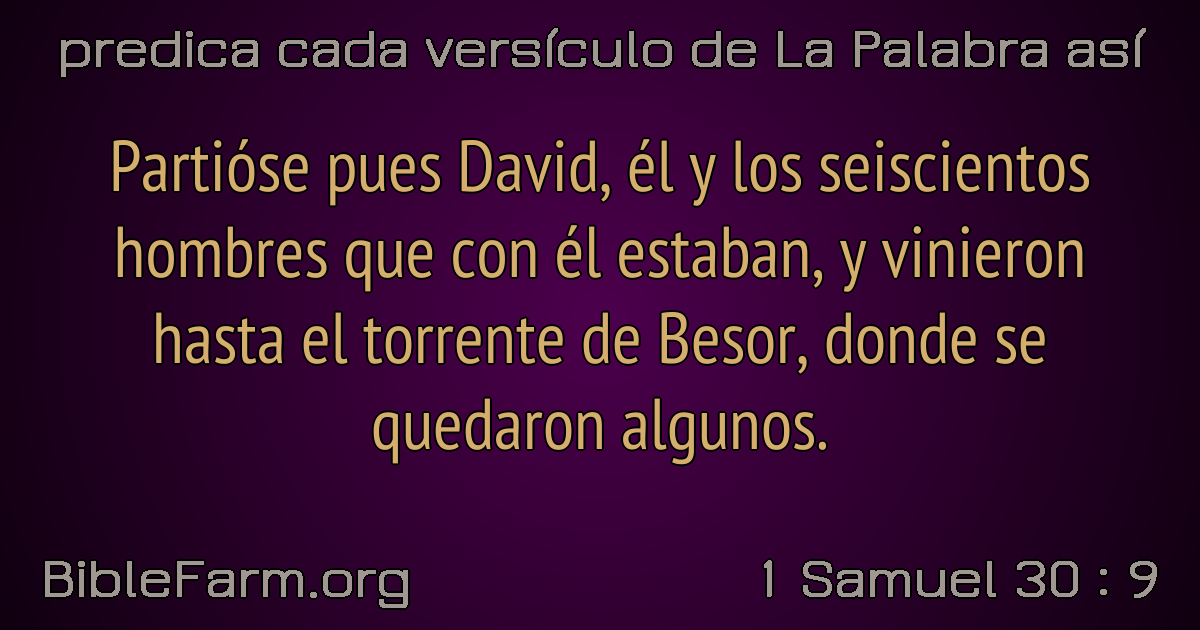 predica cada versículo de La Palabra así
Partióse pues David, él y los seiscientos
hombres que con él estaban, y vinieron
hasta el torrente de Besor, donde se
quedaron algunos.
BibleFarm.org
1 Samuel 30 : 9